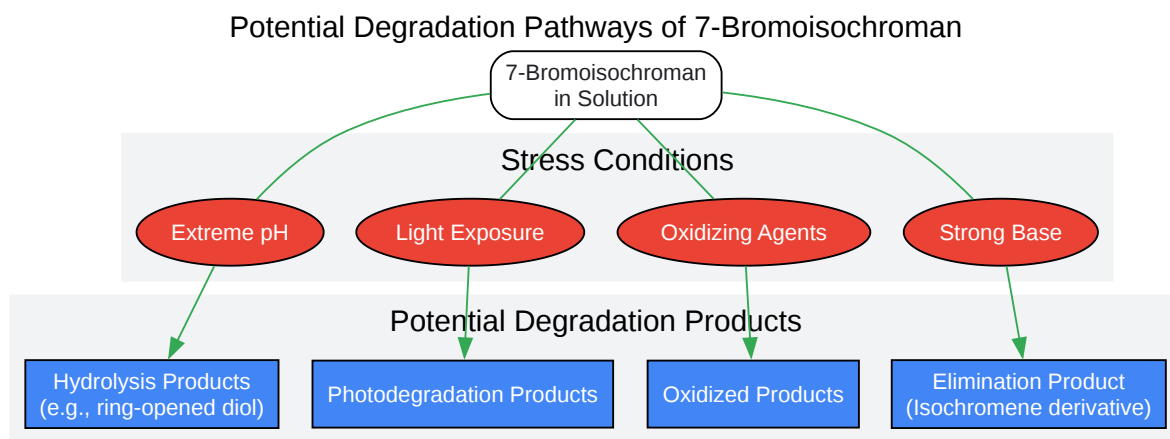 Potential Degradation Pathways of 7-Bromoisochroman
7-Bromoisochroman
in Solution
Stress Conditions
Extreme pH
Light Exposure
Oxidizing Agents
Strong Base
Potential Degradation Products
Hydrolysis Products
(e.g., ring-opened diol)
Photodegradation Products
Oxidized Products
Elimination Product
(Isochromene derivative)